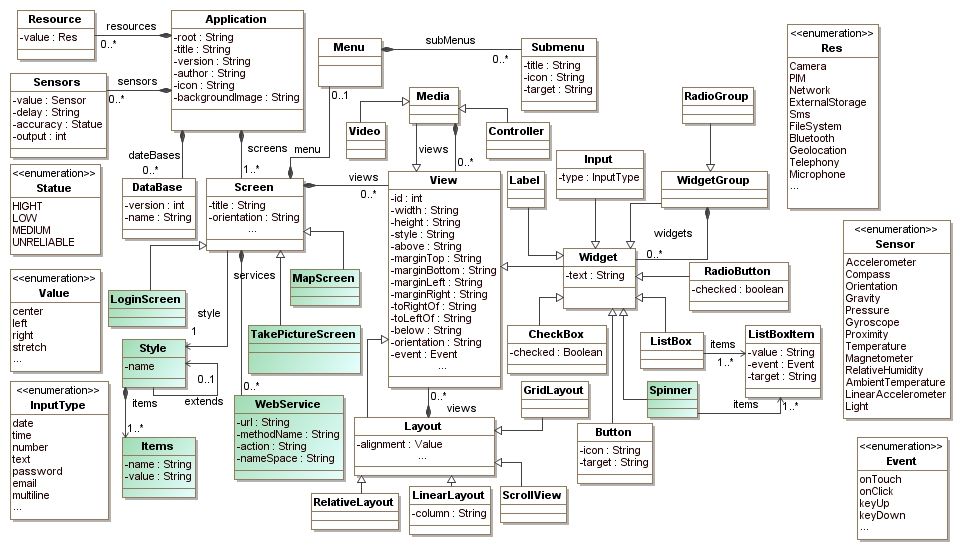 Resource
-value : Res
resources
0..*
Application
-root : String
-title : String
-version : String
-author : String
-icon : String
-backgroundImage : String
Sensors
-value : Sensor
-delay : String
-accuracy : Statue
-output : int
sensors
0..*
Menu
subMenus
0..*
0..1
Submenu
-title : String
-icon : String
-target : String
<<enumeration>>
Res
Camera
PIM
Network
ExternalStorage
Sms
FileSystem
Bluetooth
Geolocation
Telephony
Microphone
...
Media
Video
Controller
views
0..*
RadioGroup
<<enumeration>>
Statue
HIGHT
LOW
MEDIUM
UNRELIABLE
dateBases
0..*
screens
1..*
menu
DataBase
-version : int
-name : String
Screen
-title : String
-orientation : String
...
views
0..*
View
-id : int
-width : String
-height : String
-style : String
-above : String
-marginTop : String
-marginBottom : String
-marginLeft : String
-marginRight : String
-toRightOf : String
-toLeftOf : String
-below : String
-orientation : String
-event : Event
...
Label
Input
-type : InputType
WidgetGroup
widgets
0..*
Widget
-text : String
RadioButton
-checked : boolean
<<enumeration>>
Sensor
Accelerometer
Compass
Orientation
Gravity
Pressure
Gyroscope
Proximity
Temperature
Magnetometer
RelativeHumidity
AmbientTemperature
LinearAccelerometer
Light
<<enumeration>>
Value
center
left
right
stretch
...
LoginScreen
services
MapScreen
style
1
TakePictureScreen
Style
-name
0..1
extends
items
1..*
Items
-name : String
-value : String
0..*
WebService
-url : String
-methodName : String
-action : String
-nameSpace : String
CheckBox
-checked : Boolean
ListBox
items
1..*
ListBoxItem
-value : String
-event : Event
-target : String
Spinner
items
1..*
GridLayout
0..*
views
Layout
-alignment : Value
...
Button
-icon : String
-target : String
<<enumeration>>
InputType
date
time
number
text
password
email
multiline
...
RelativeLayout
LinearLayout
-column : String
ScrollView
<<enumeration>>
Event
onTouch
onClick
keyUp
keyDown
...